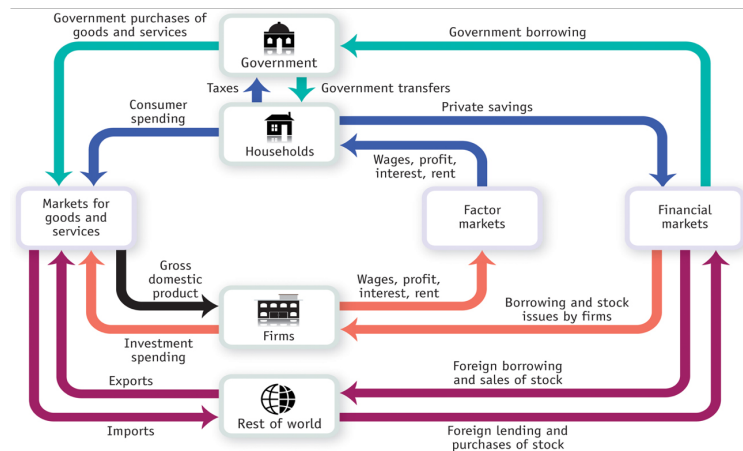 Government purchases of
goods and services
Government
Government borrowing
Taxes
Government transfers
Consumer
spending
Households
Private savings
Wages, profit,
interest, rent
Markets for
goods and
services
Factor
markets
Financial
markets
Gross
domestic
product
Wages, profit,
interest, rent
Firms
Borrowing and stock
issues by firms
Investment
spending
Exports
Foreign borrowing
and sales of stock
Rest of world
Imports
Foreign lending and
purchases of stock